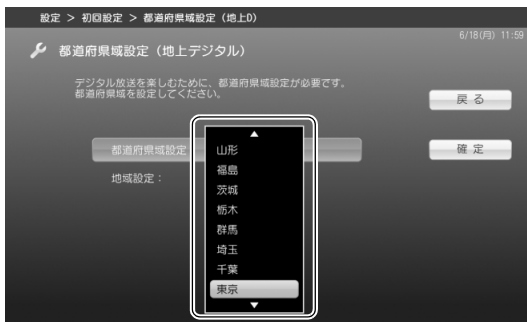 設定 > 初回設定 > 都道府県域設定（地上D）
6/18(月) 11:59
都道府県域設定（地上デジタル）
デジタル放送を楽しむために、都道府県域設定が必要です。
都道府県域を設定してください。
戻る
都道府県域設定
確定
地域設定：
山形
福島
茨城
栃木
群馬
埼玉
千葉
東京